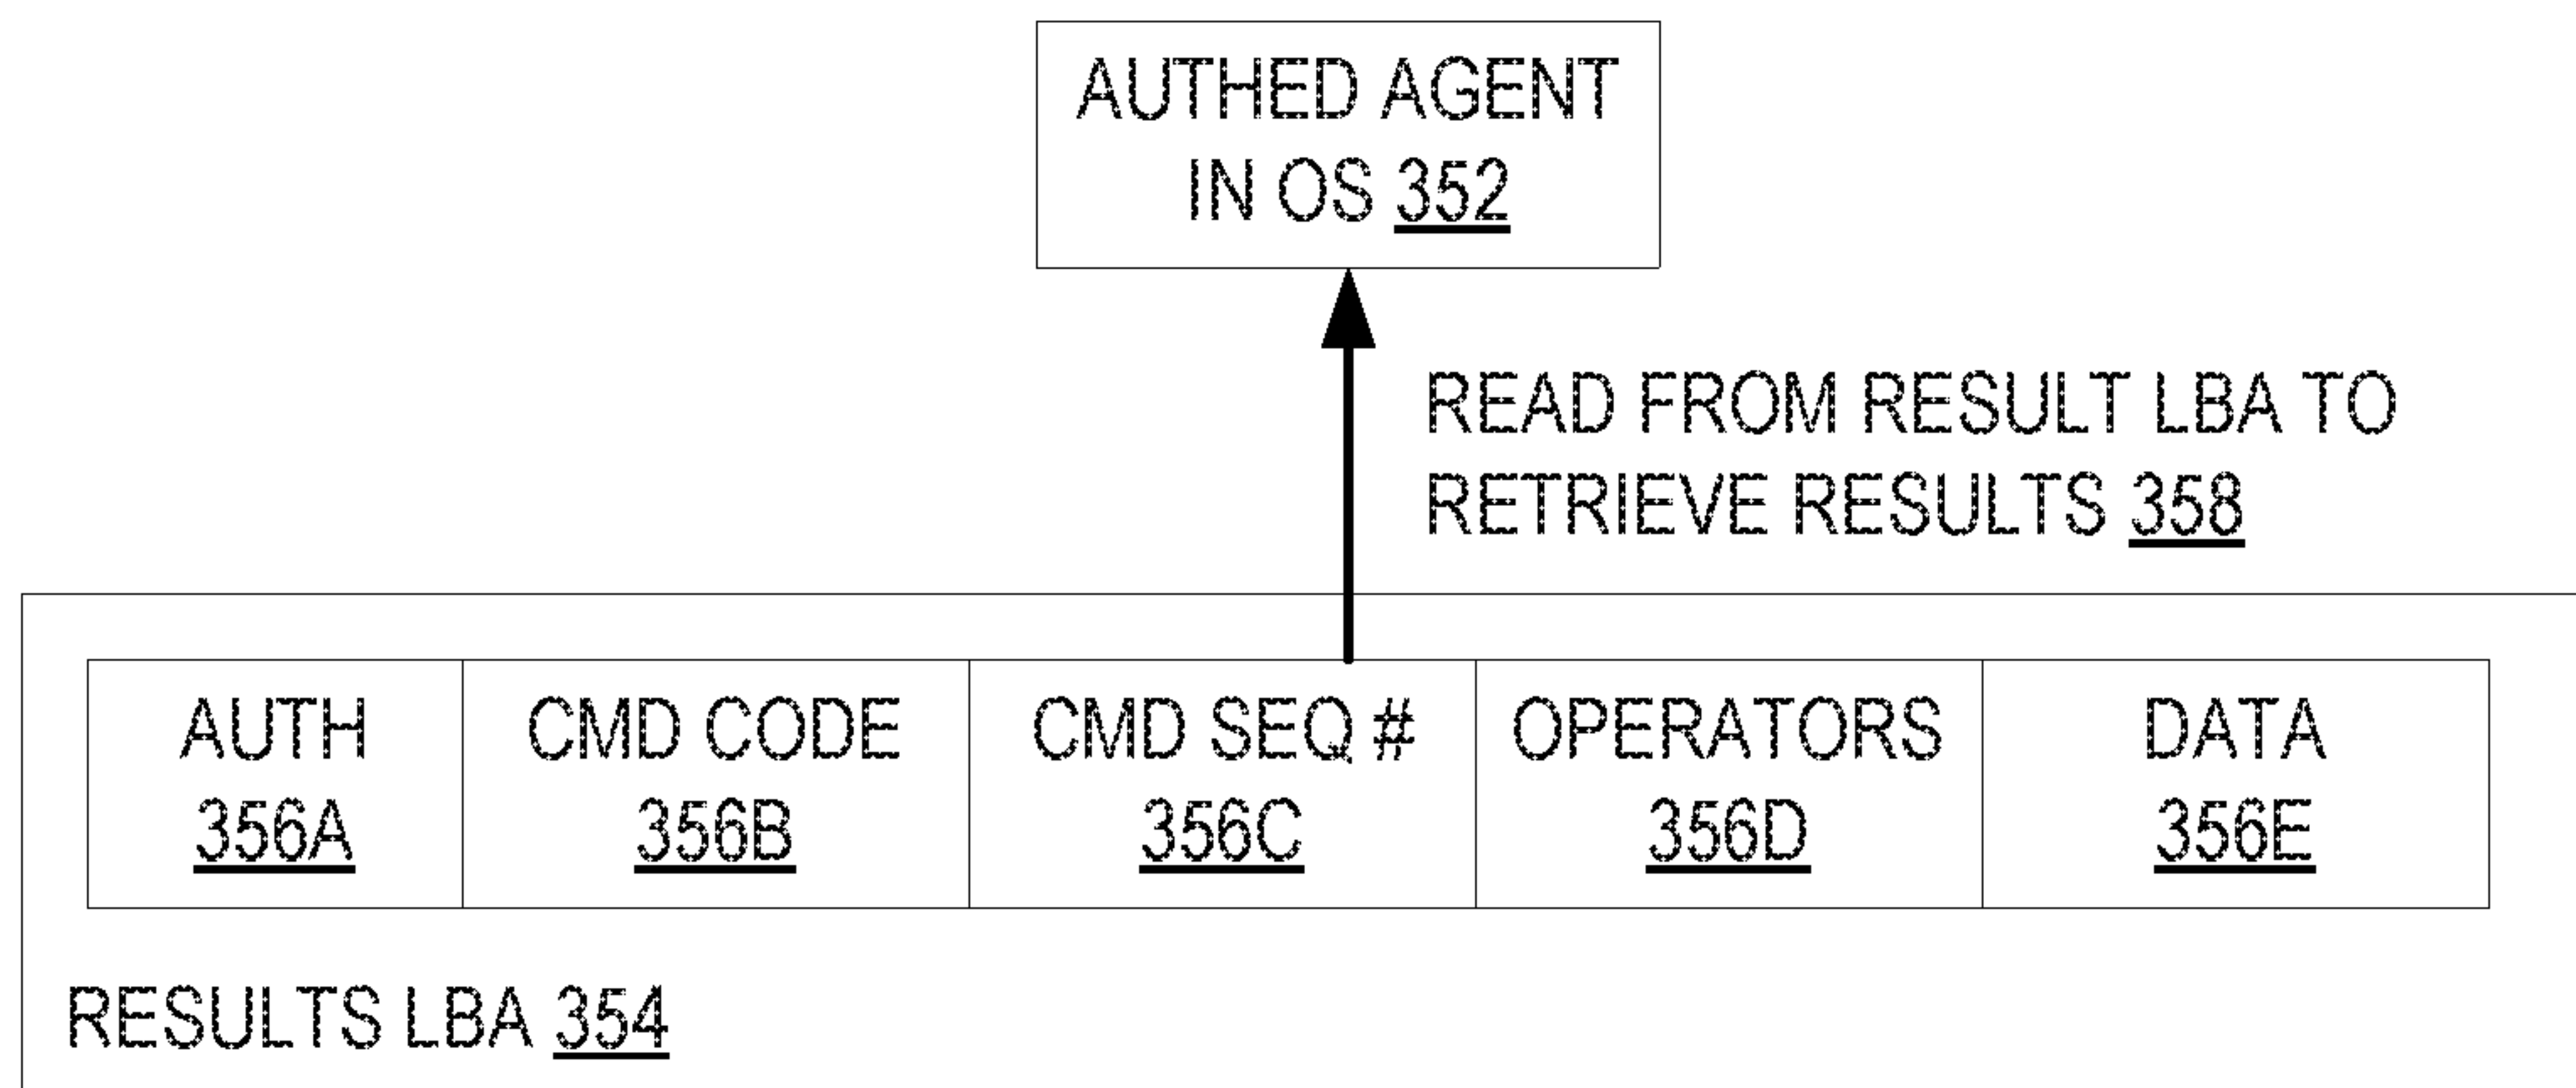 AUTHED AGENT
IN OS 352
READ FROM RESULT LBA TO
RETRIEVE RESULTS 358
AUTH
356A
CMD CODE
356B
CMD SEQ #
356C
OPERATORS
356D
DATA
356E
RESULTS LBA 354